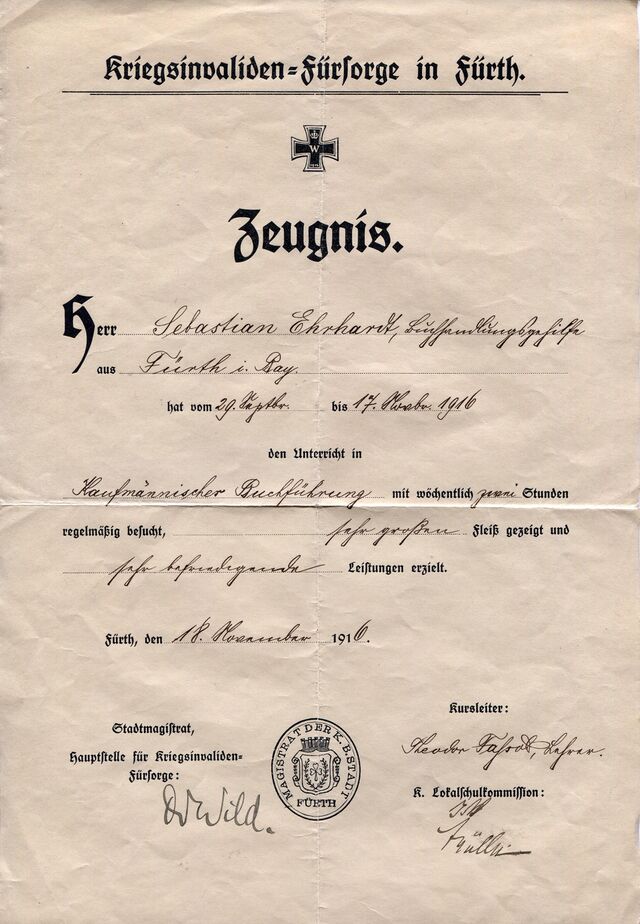 Kriegsinvaliden=Fürsorge in Fürth.
W
Zeugnis.
Herr Sebastian Ehrhardt, Buchhandlungsgehilfe
aus Fürth i. Bay.
hat vom 29. Septbr. bis 17. Novbr. 1916
den Unterricht in
Kaufmännischer Buchführung mit wöchentlich zwei Stunden
regelmäßig besucht, sehr großen Fleiß gezeigt und
sehr befriedigende Leistungen erzielt.
Fürth, den 18. November 1916.
Stadtmagistrat,
Hauptstelle für Kriegsinvaliden-
Fürsorge:
Dr Wild.
MAGISTRAT DER K. B. STADT
FÜRTH
Kursleiter:
Theodor Lehrer.
K. Lokalschulkommission: